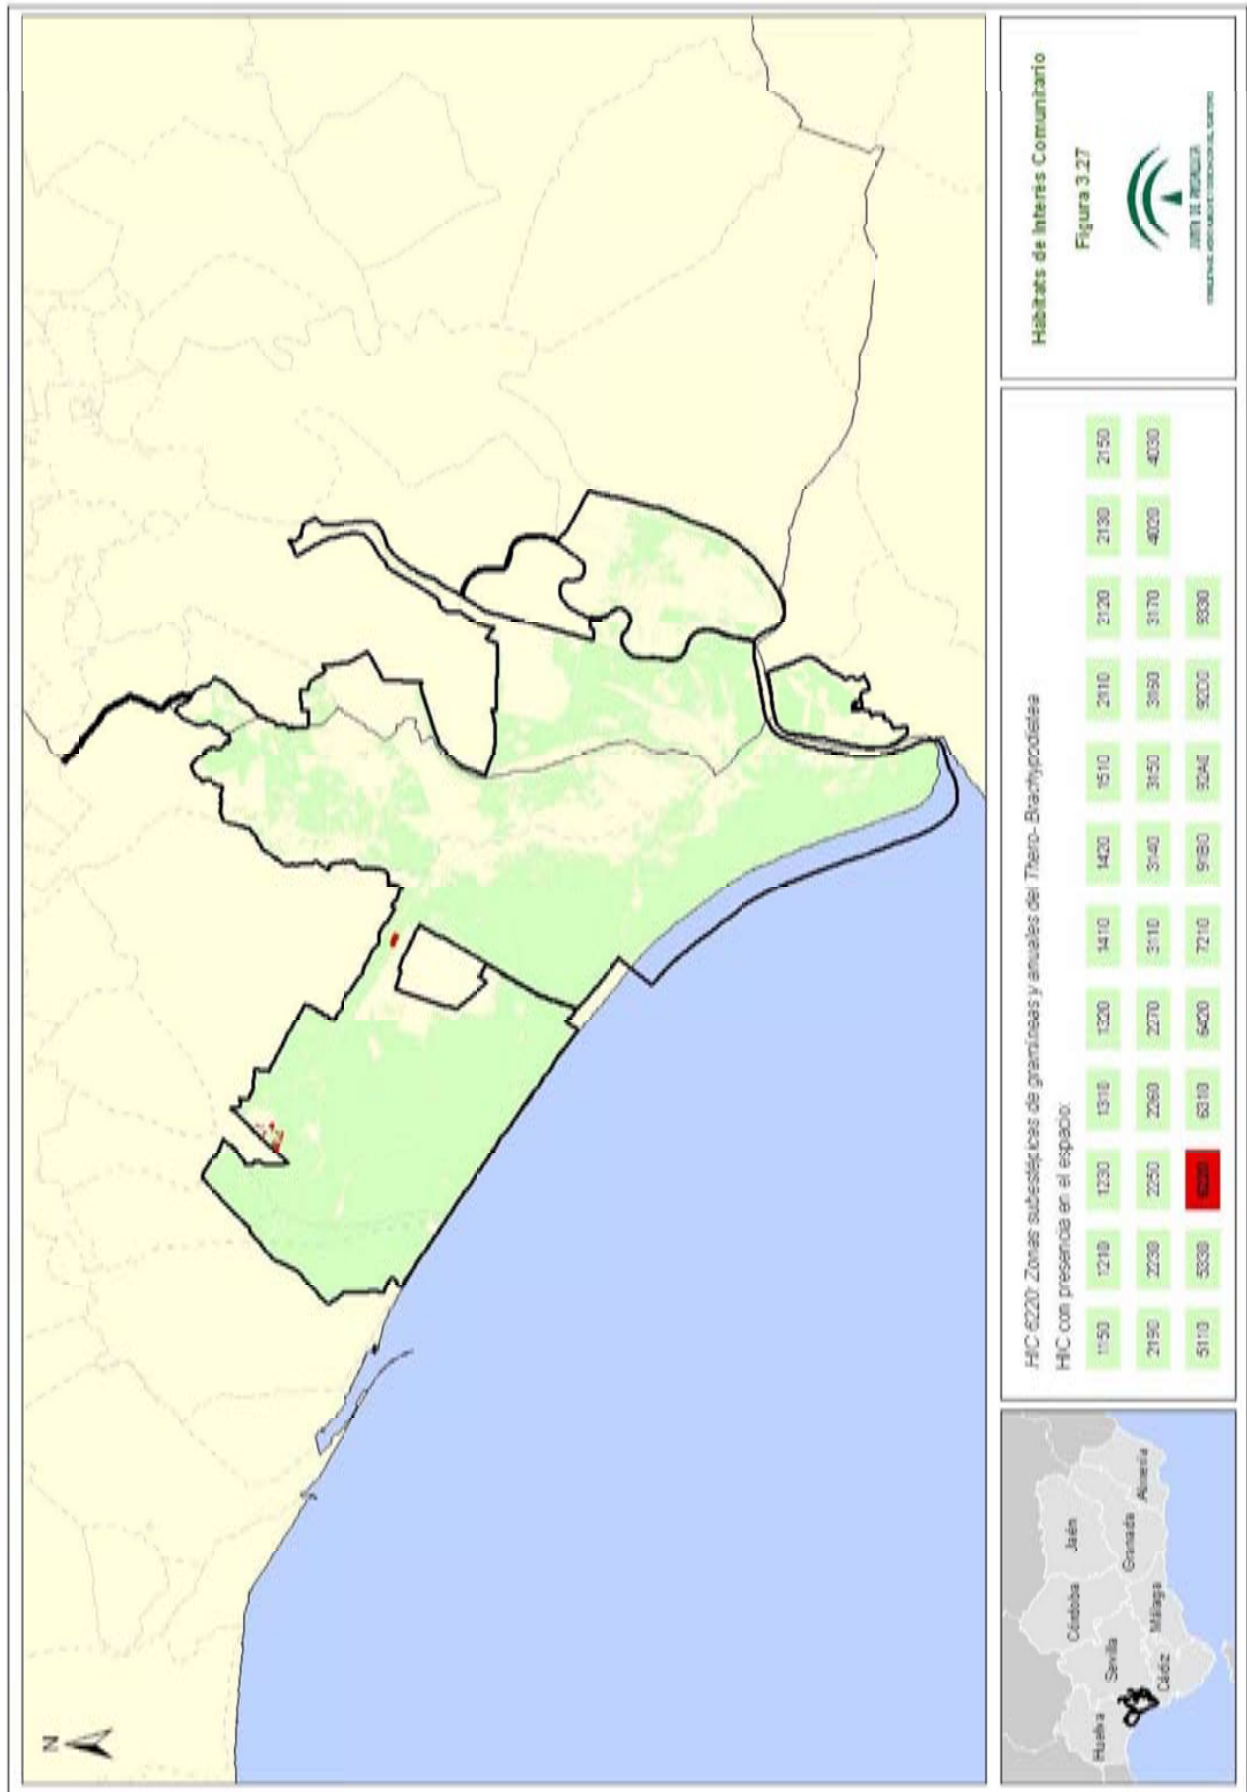 N
Huelva
Sevilla
Córdoba
Jaén
Cádiz
Málaga
Granada
Almería
HIC 6220: Zonas subestépicas de gramíneas y anuales del Thero-Brachypodietea
HIC con presencia en el espacio:
1150 1210 1230 1310 1320 1410 1420 1510 2110 2120 2130 2150
2190 2230 2250 2260 2270 3110 3140 3150 3160 3170 4020 4030
5110 5330 6220 6310 6420 7210 9180 9240 9200 9330
Hábitats de Interés Comunitario
Figura 3.27
JUNTA DE ANDALUCIA